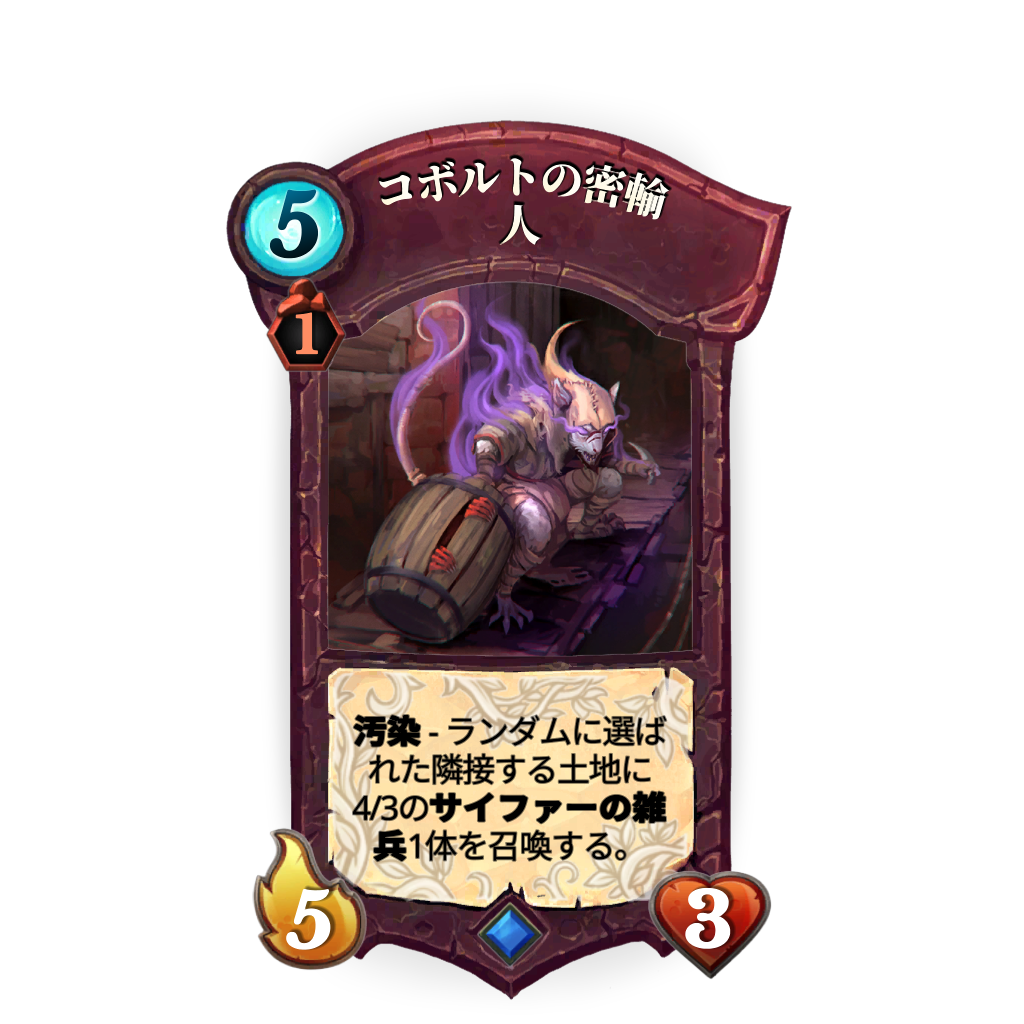 5
コボルトの密輸
人
1
汚染 - ランダムに選ば
れた隣接する土地に
4/3のサイファーの雑
兵1体を召喚する。
5
3